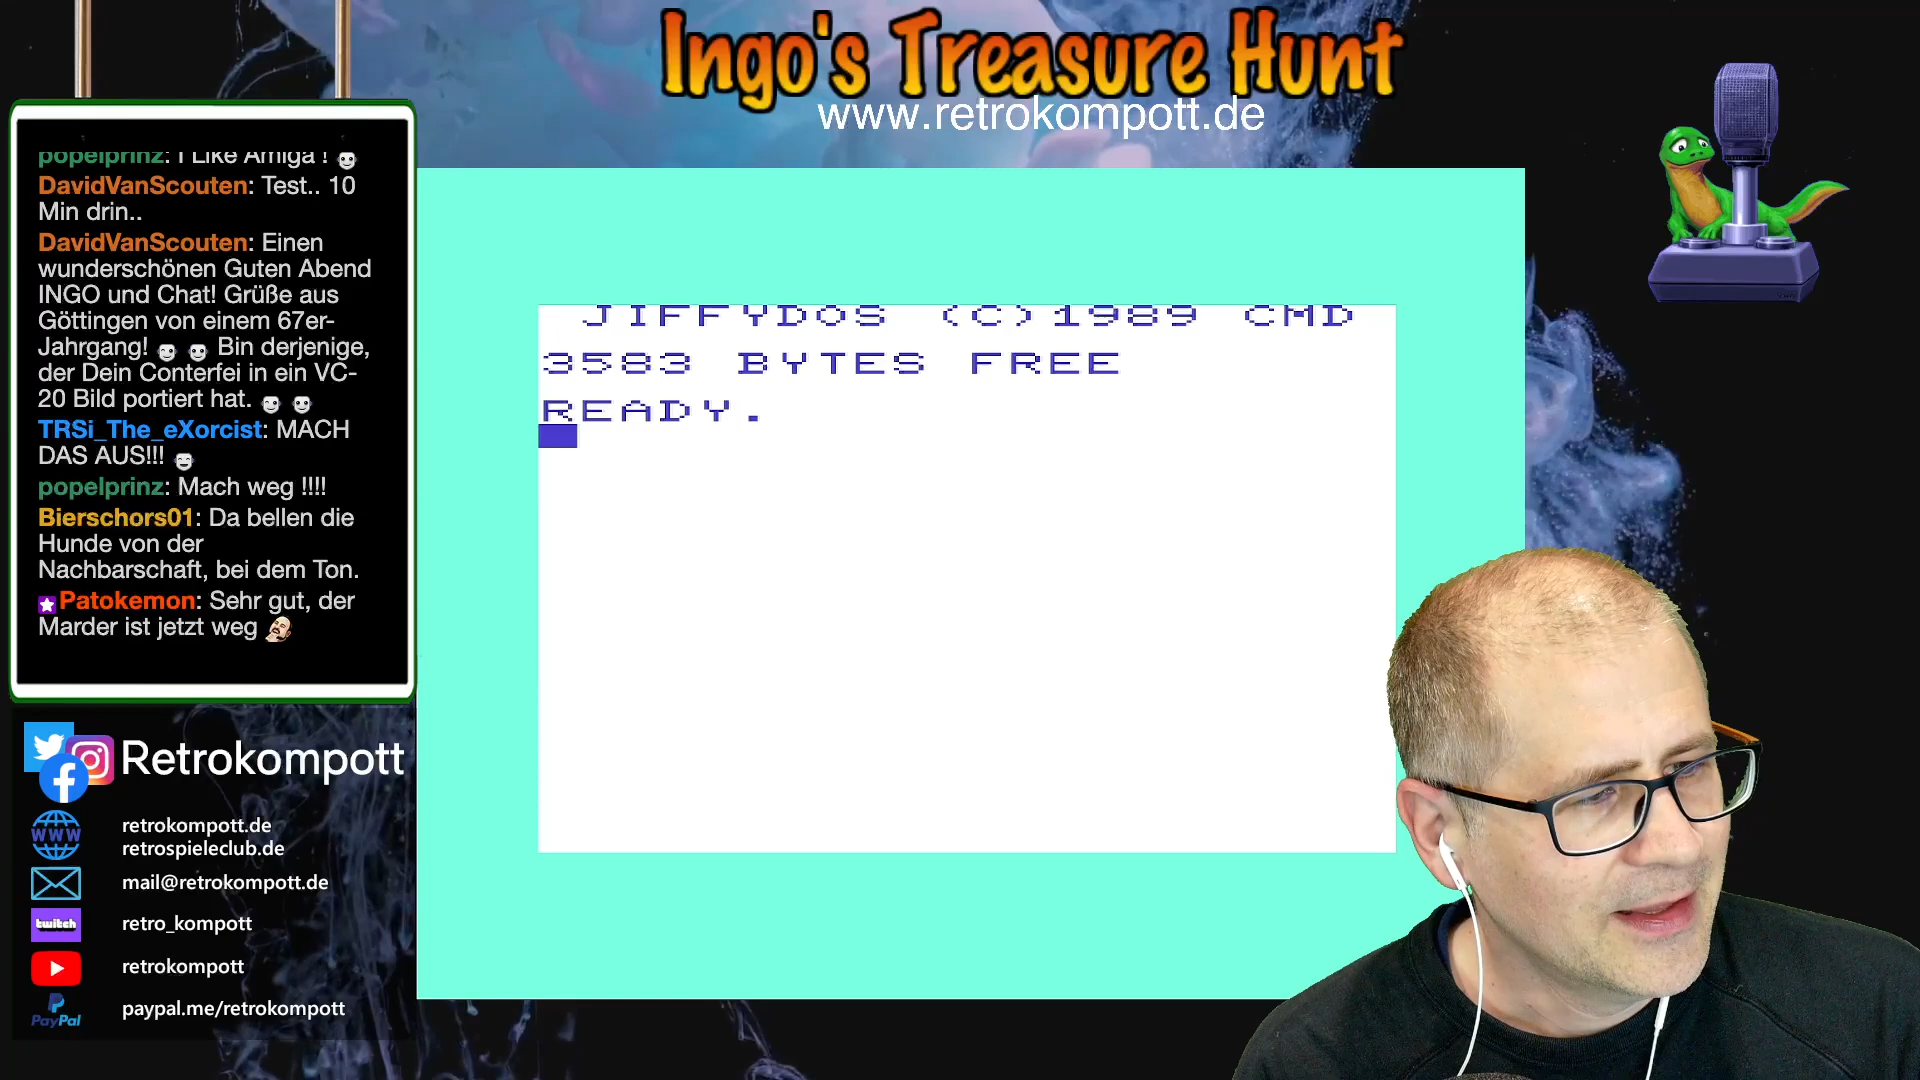 Ingo's Treasure Hunt
www.retrokompott.de
popelprinz: I Like Amiga !
DavidVanScouten: Test.. 10
Min drin..
DavidVanScouten: Einen
wunderschönen Guten Abend
INGO und Chat! Grüße aus
Göttingen von einem 67er-
Jahrgang! Bin derjenige,
der Dein Conterfei in ein VC-
20 Bild portiert hat.
TRSi_The_eXorcist: MACH
DAS AUS!!!
popelprinz: Mach weg !!!!
Bierschors01: Da bellen die
Hunde von der
Nachbarschaft, bei dem Ton.
Patokemon: Sehr gut, der
Marder ist jetzt weg
JIFFYDOS (C)1989 CMD
3583 BYTES FREE
READY.
Retrokompott
WWW
retrokompott.de
retrospieleclub.de
mail@retrokompott.de
twitch
retro_kompott
retrokompott
PayPal
paypal.me/retrokompott